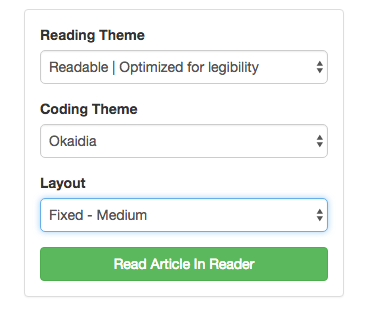 Reading Theme
Readable | Optimized for legibility
Coding Theme
Okaidia
Layout
Fixed - Medium
Read Article In Reader